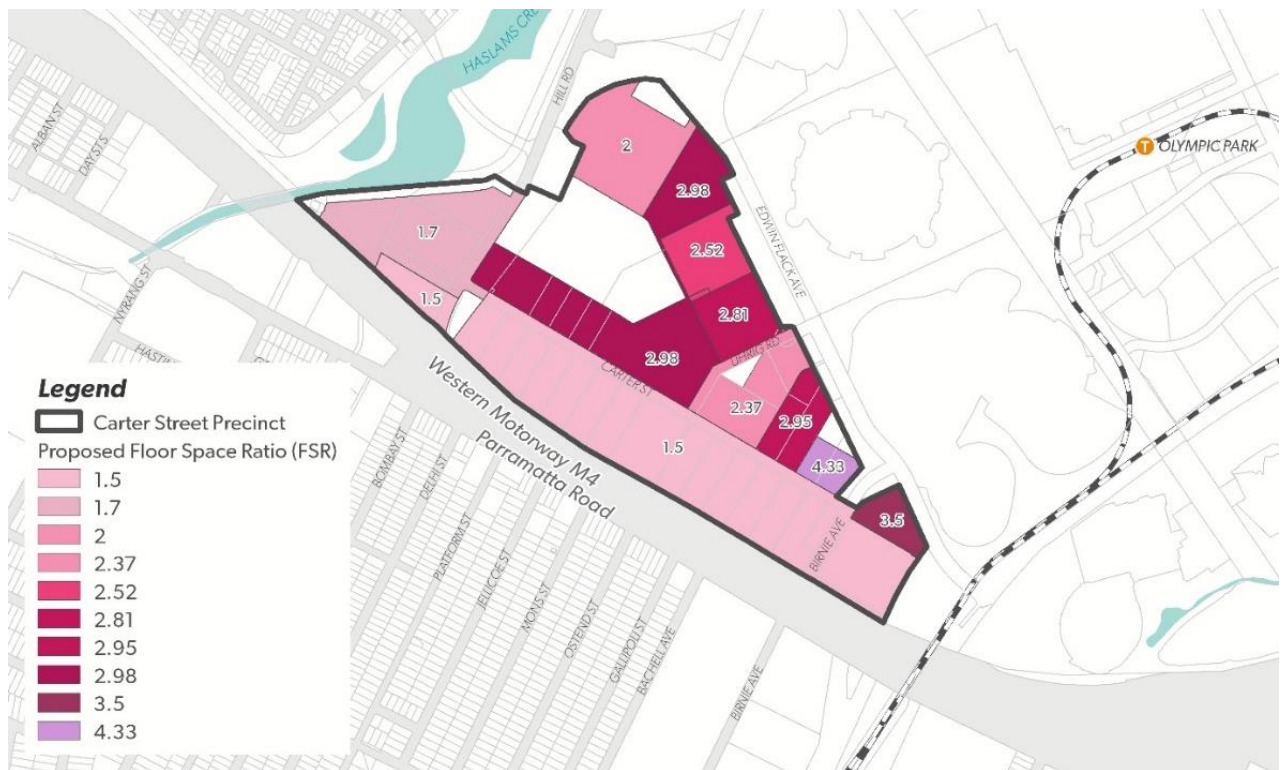 HASLAMS CRE
HILL RD
ALBAN ST
DAY ST S
T OLYMPIC PARK
2
2.98
EDWIN FLACK AVE
1.7
2.52
NYRANG ST
1.5
2.81
UHRIG RD
2.98
CARTER ST
2.37
2.95
1.5
4.33
3.5
BIRNIE AVE
Western Motorway M4
Parramatta Road
BOMBAY ST
DELHI ST
PLATFORM ST
JELLICOE ST
MONS ST
OSTEND ST
GALLIPOLI ST
BACHELL AVE
BIRNIE AVE
Legend
Carter Street Precinct
Proposed Floor Space Ratio (FSR)
1.5
1.7
2
2.37
2.52
2.81
2.95
2.98
3.5
4.33